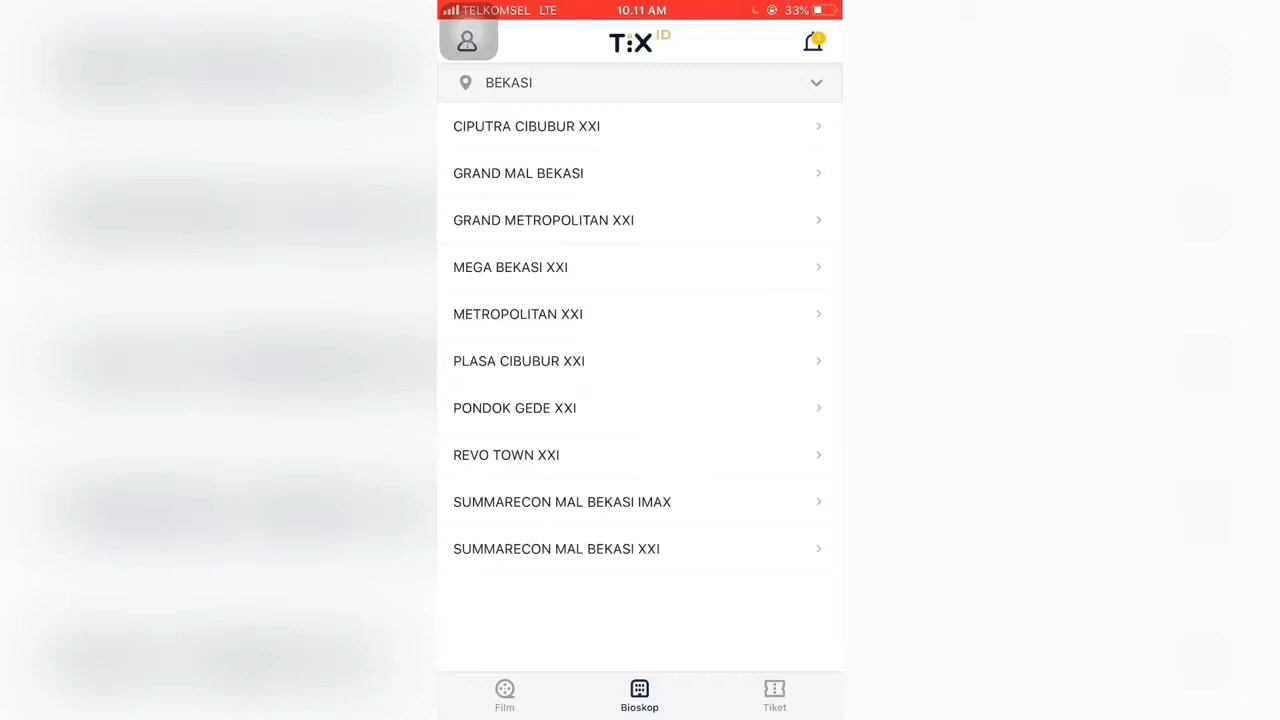 TELKOMSEL LTE 10.11 AM 33%
TiX ID
1
BEKASI
CIPUTRA CIBUBUR XXI
GRAND MAL BEKASI
GRAND METROPOLITAN XXI
MEGA BEKASI XXI
METROPOLITAN XXI
PLASA CIBUBUR XXI
PONDOK GEDE XXI
REVO TOWN XXI
SUMMARECON MAL BEKASI IMAX
SUMMARECON MAL BEKASI XXI
Film Bioskop Tiket